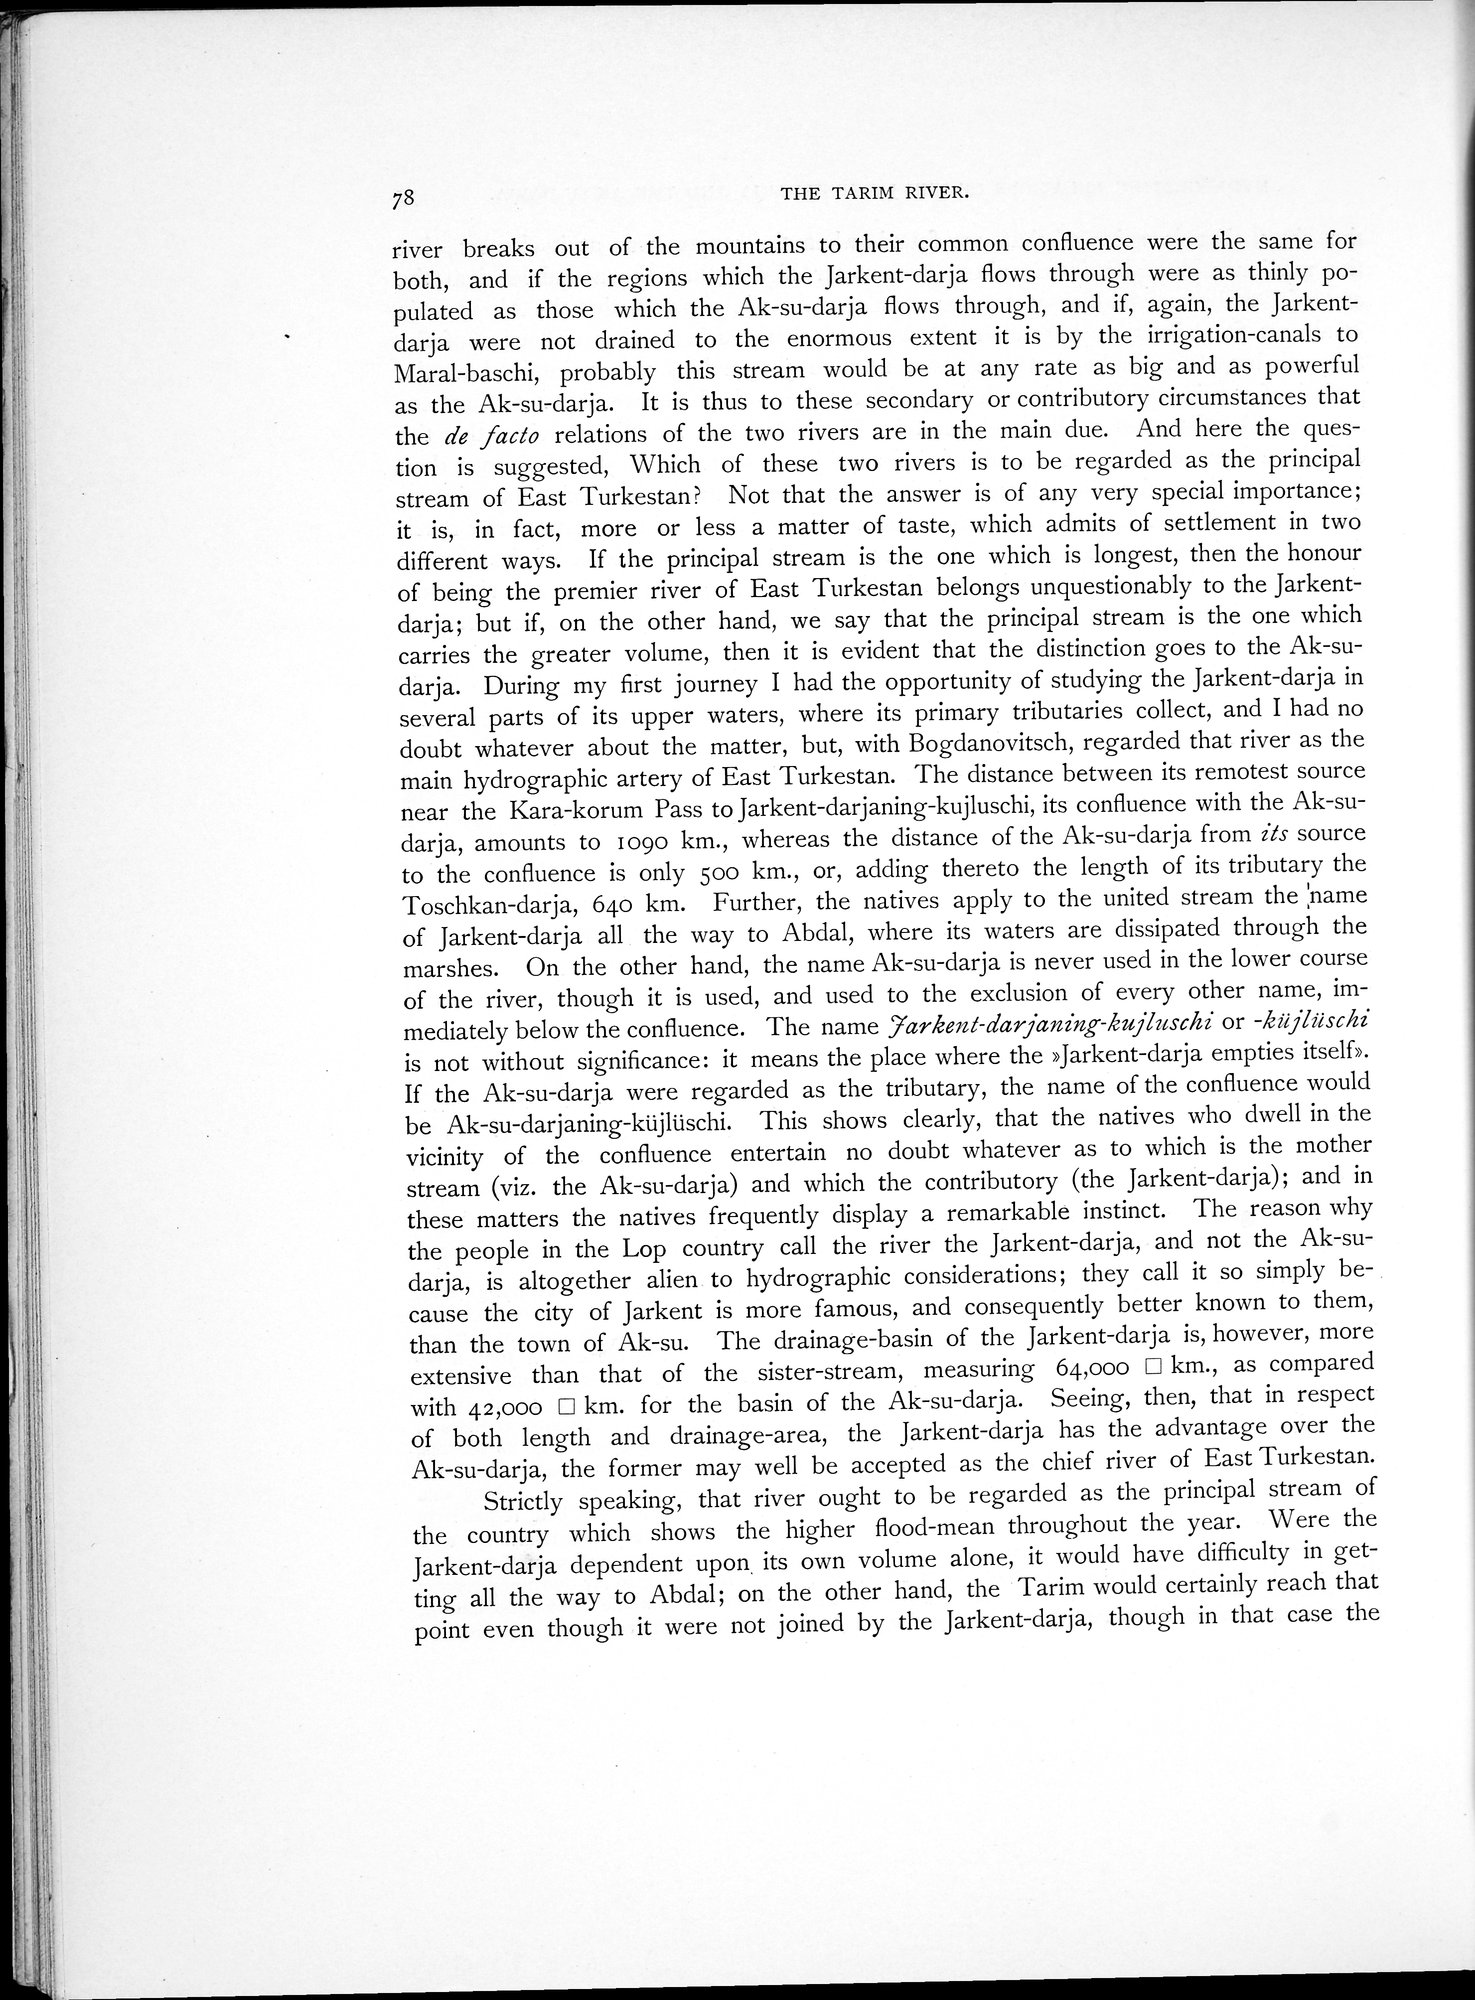 78
THE TARIM RIVER.
river breaks out of the mountains to their common confluence were the same for
both, and if the regions which the Jarkent-darja flows through were as thinly po-
pulated as those which the Ak-su-darja flows through, and if, again, the Jarkent-
darja were not drained to the enormous extent it is by the irrigation-canals to
Maral-baschi, probably this stream would be at any rate as big and as powerful
as the Ak-su-darja. It is thus to these secondary or contributory circumstances that
the de facto relations of the two rivers are in the main due. And here the ques-
tion is suggested, Which of these two rivers is to be regarded as the principal
stream of East Turkestan? Not that the answer is of any very special importance;
it is, in fact, more or less a matter of taste, which admits of settlement in two
different ways. If the principal stream is the one which is longest, then the honour
of being the premier river of East Turkestan belongs unquestionably to the Jarkent-
darja; but if, on the other hand, we say that the principal stream is the one which
carries the greater volume, then it is evident that the distinction goes to the Ak-su-
darja. During my first journey I had the opportunity of studying the Jarkent-darja in
several parts of its upper waters, where its primary tributaries collect, and I had no
doubt whatever about the matter, but, with Bogdanovitsch, regarded that river as the
main hydrographic artery of East Turkestan. The distance between its remotest source
near the Kara-korum Pass to Jarkent-darjaning-kujluschi, its confluence with the Ak-su-
darja, amounts to 1090 km., whereas the distance of the Ak-su-darja from its source
to the confluence is only 500 km., or, adding thereto the length of its tributary the
Toschkan-darja, 640 km. Further, the natives apply to the united stream the name
of Jarkent-darja all the way to Abdal, where its waters are dissipated through the
marshes. On the other hand, the name Ak-su-darja is never used in the lower course
of the river, though it is used, and used to the exclusion of every other name, im-
mediately below the confluence. The name Jarkent-darjaning-kujluschi or -küjlüschi
is not without significance: it means the place where the »Jarkent-darja empties itself».
If the Ak-su-darja were regarded as the tributary, the name of the confluence would
be Ak-su-darjaning-küjlüschi. This shows clearly, that the natives who dwell in the
vicinity of the confluence entertain no doubt whatever as to which is the mother
stream (viz. the Ak-su-darja) and which the contributory (the Jarkent-darja); and in
these matters the natives frequently display a remarkable instinct. The reason why
the people in the Lop country call the river the Jarkent-darja, and not the Ak-su-
darja, is altogether alien to hydrographic considerations; they call it so simply be-
cause the city of Jarkent is more famous, and consequently better known to them,
than the town of Ak-su. The drainage-basin of the Jarkent-darja is, however, more
extensive than that of the sister-stream, measuring 64,000 □ km., as compared
with 42,000 □ km. for the basin of the Ak-su-darja. Seeing, then, that in respect
of both length and drainage-area, the Jarkent-darja has the advantage over the
Ak-su-darja, the former may well be accepted as the chief river of East Turkestan.
Strictly speaking, that river ought to be regarded as the principal stream of
the country which shows the higher flood-mean throughout the year. Were the
Jarkent-darja dependent upon its own volume alone, it would have difficulty in get-
ting all the way to Abdal; on the other hand, the Tarim would certainly reach that
point even though it were not joined by the Jarkent-darja, though in that case the